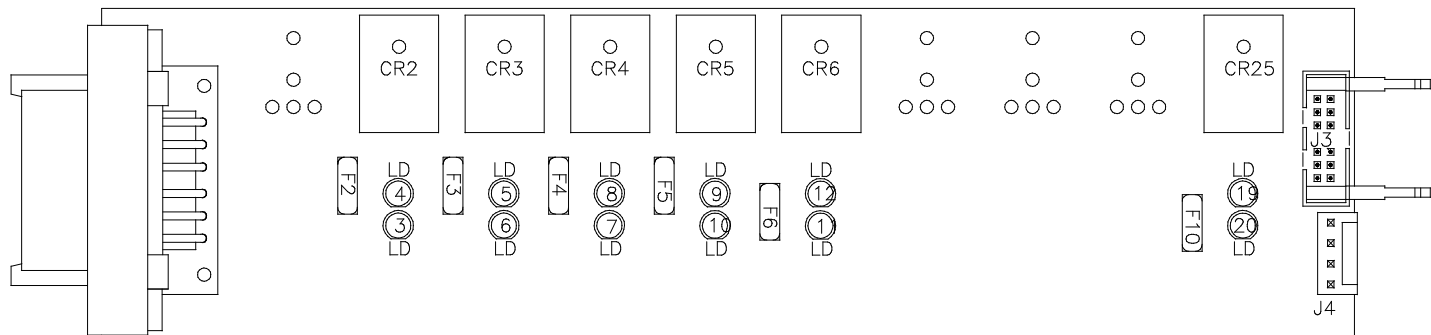 CR2 CR3 CR4 CR5 CR6 CR25
J3
LD LD LD LD LD LD
F2 4 F3 5 F4 8 F5 9 F6 12 F10 19
3 6 7 10 11 20
LD LD LD LD LD LD
J4